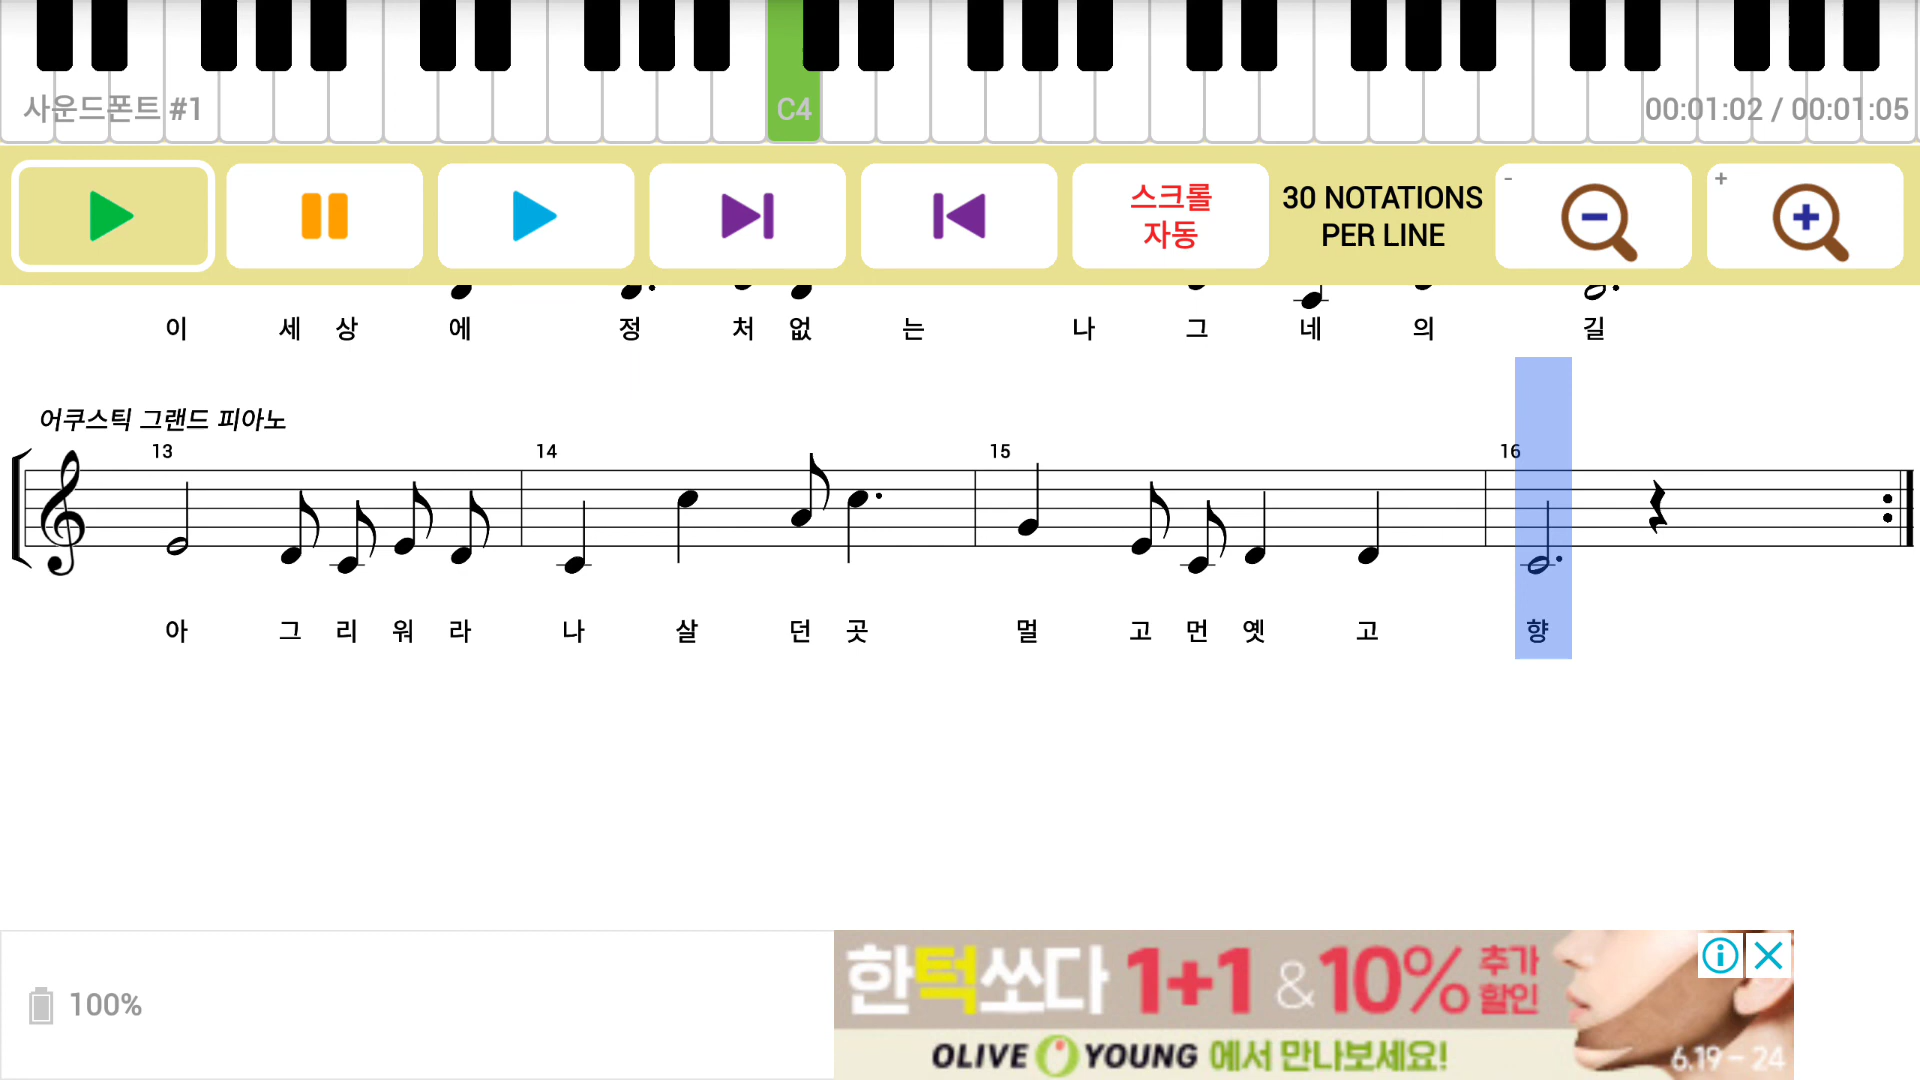 사운드폰트 #1
C4
00:01:02 / 00:01:05
스크롤
자동
30 NOTATIONS
PER LINE
-
+
이 세 상 에 정 처 없 는 나 그 네 의 길
어쿠스틱 그랜드 피아노
13 14 15 16
아 그 리 워 라 나 살 던 곳 멀 고 먼 옛 고 향
100%
한턱쏘다 1+1 & 10% 추가
할인
OLIVE YOUNG 에서 만나보세요!
6.19 - 24